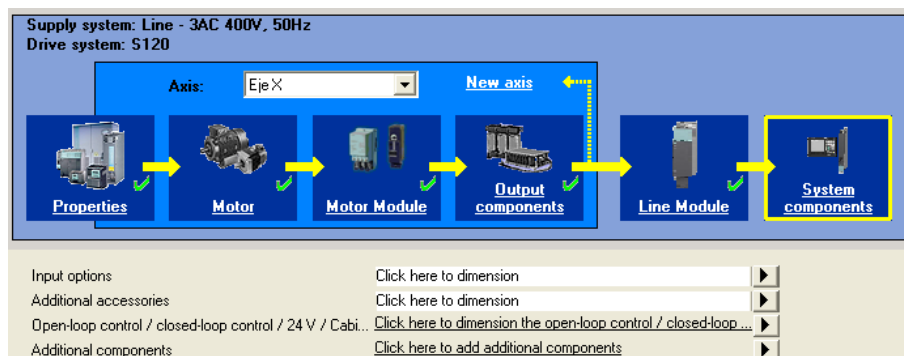 Supply system: Line - 3AC 400V, 50Hz
Drive system: S120
Axis: Eje X New axis
Properties Motor Motor Module Output components Line Module System components
Input options Click here to dimension
Additional accessories Click here to dimension
Open-loop control / closed-loop control / 24 V / Cabi... Click here to dimension the open-loop control / closed-loop ...
Additional components Click here to add additional components